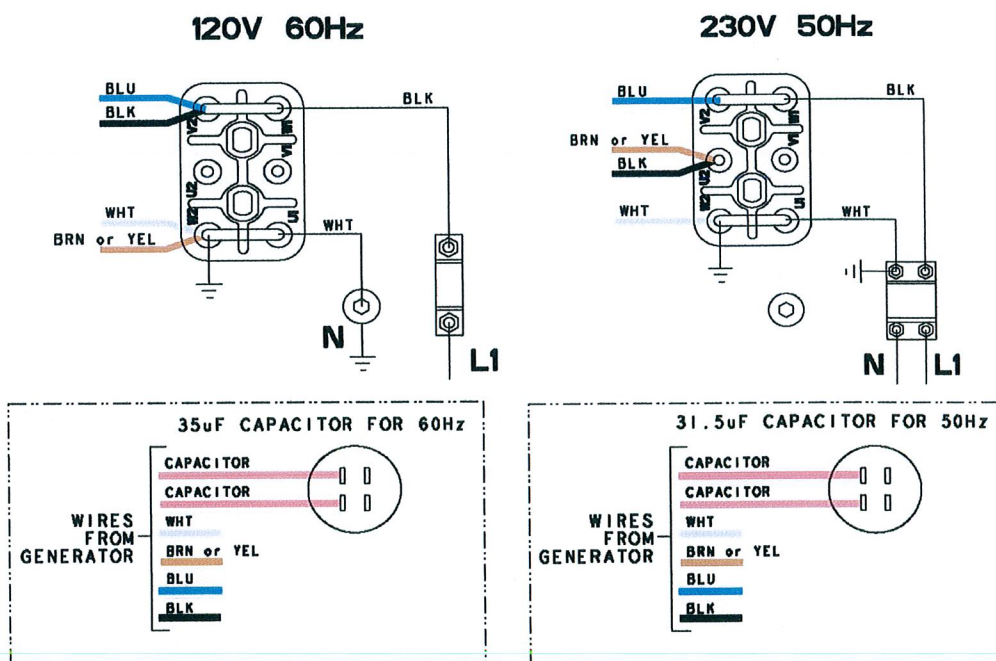 120V 60Hz
BLU
BLK
BLK
V2
W1
V1
U2
W2
U1
WHT
BRN or YEL
WHT
N
L1
35uF CAPACITOR FOR 60Hz
CAPACITOR
CAPACITOR
WHT
BRN or YEL
BLU
BLK
WIRES
FROM
GENERATOR
230V 50Hz
BLU
BLK
BRN or YEL
BLK
V2
W1
V1
U2
W2
U1
WHT
WHT
N
L1
31.5uF CAPACITOR FOR 50Hz
CAPACITOR
CAPACITOR
WHT
BRN or YEL
BLU
BLK
WIRES
FROM
GENERATOR